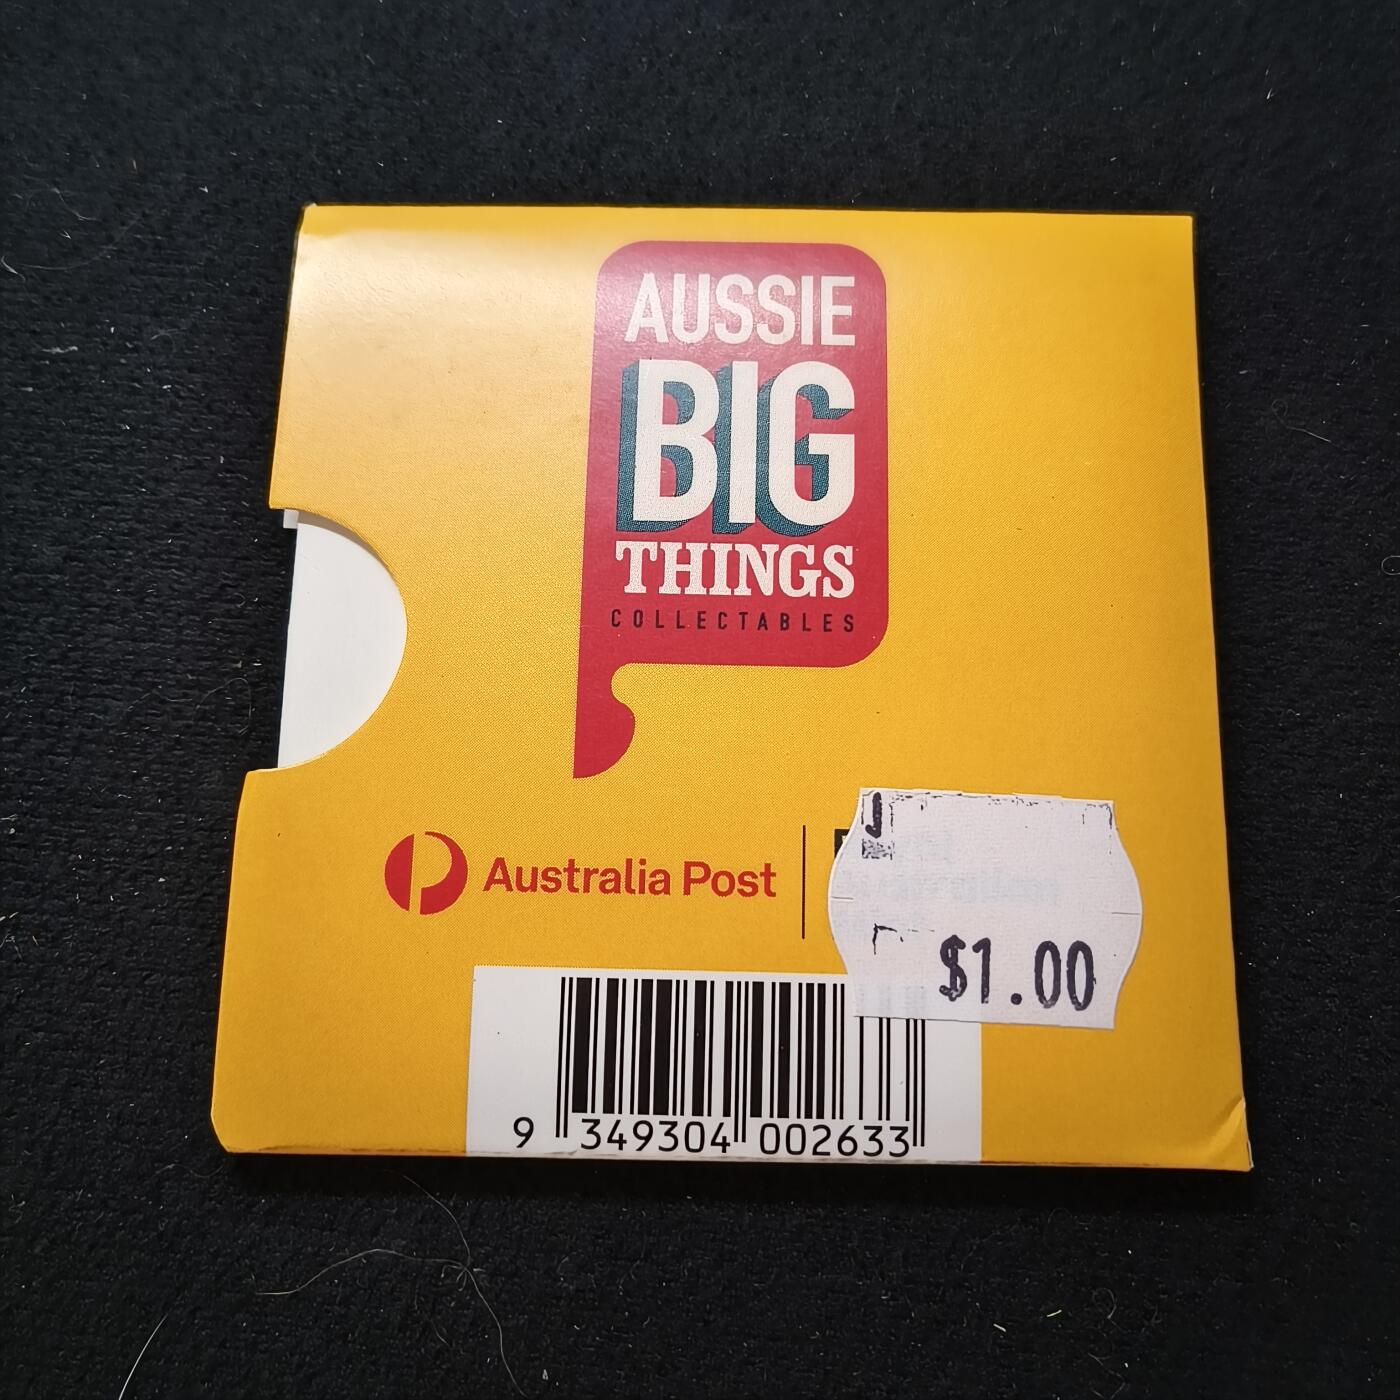 AUSSIE
BIG
THINGS
COLLECTABLES
Australia Post
$1.00
9 349304 002633